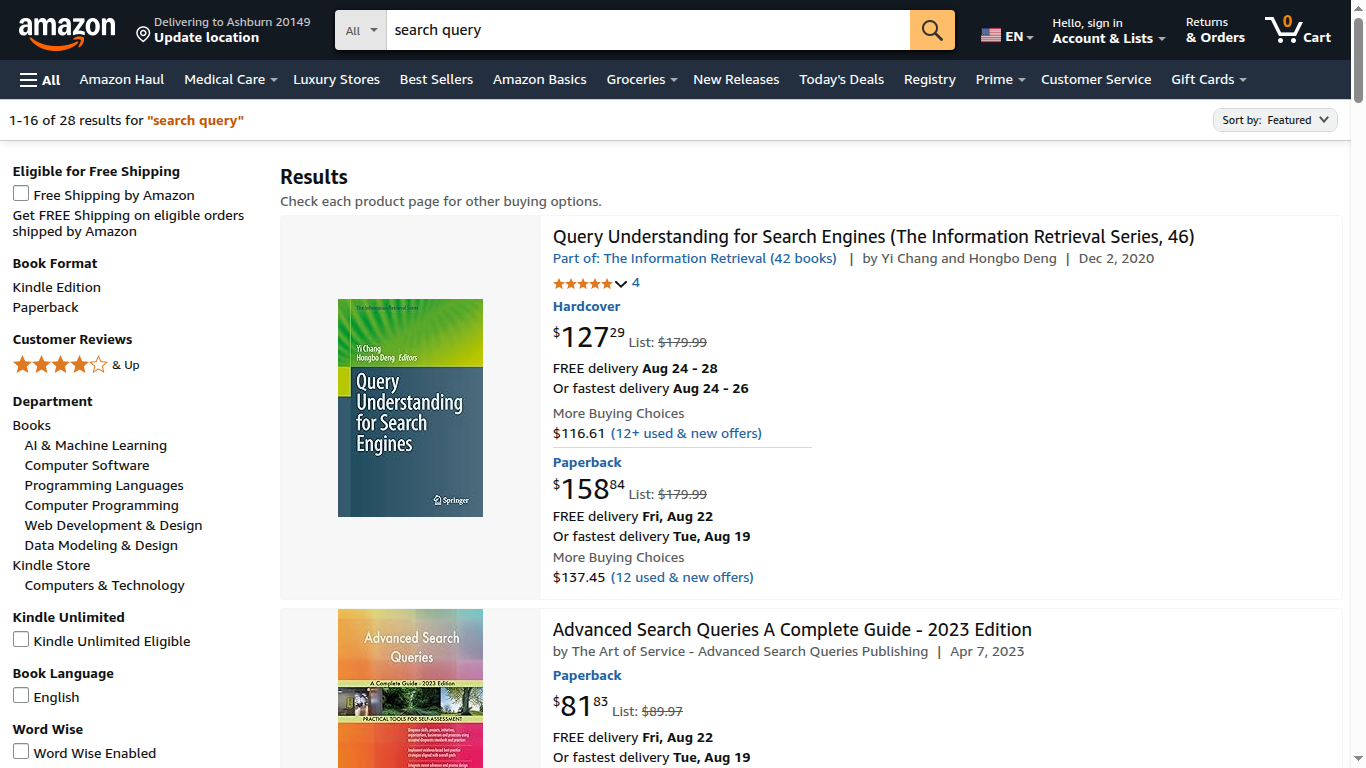 amazon
Delivering to Ashburn 20149
Update location
All
search query
EN
Hello, sign in
Account & Lists
Returns
& Orders
0
Cart
All
Amazon Haul
Medical Care
Luxury Stores
Best Sellers
Amazon Basics
Groceries
New Releases
Today's Deals
Registry
Prime
Customer Service
Gift Cards
1-16 of 28 results for "search query"
Sort by: Featured
Eligible for Free Shipping
Free Shipping by Amazon
Get FREE Shipping on eligible orders
shipped by Amazon
Book Format
Kindle Edition
Paperback
Customer Reviews
& Up
Department
Books
AI & Machine Learning
Computer Software
Programming Languages
Computer Programming
Web Development & Design
Data Modeling & Design
Kindle Store
Computers & Technology
Kindle Unlimited
Kindle Unlimited Eligible
Book Language
English
Word Wise
Word Wise Enabled
Results
Check each product page for other buying options.
The Information Retrieval Series
Yi Chang
Hongbo Deng Editors
Query
Understanding
for Search
Engines
Springer
Query Understanding for Search Engines (The Information Retrieval Series, 46)
Part of: The Information Retrieval (42 books) | by Yi Chang and Hongbo Deng | Dec 2, 2020
4
Hardcover
$12729 List: $179.99
FREE delivery Aug 24 - 28
Or fastest delivery Aug 24 - 26
More Buying Choices
$116.61 (12+ used & new offers)
Paperback
$15884 List: $179.99
FREE delivery Fri, Aug 22
Or fastest delivery Tue, Aug 19
More Buying Choices
$137.45 (12 used & new offers)
Advanced Search
Queries
A Complete Guide - 2023 Edition
PRACTICAL TOOLS FOR SELF-ASSESSMENT
Advanced Search Queries A Complete Guide - 2023 Edition
by The Art of Service - Advanced Search Queries Publishing | Apr 7, 2023
Paperback
$8183 List: $89.97
FREE delivery Fri, Aug 22
Or fastest delivery Tue, Aug 19